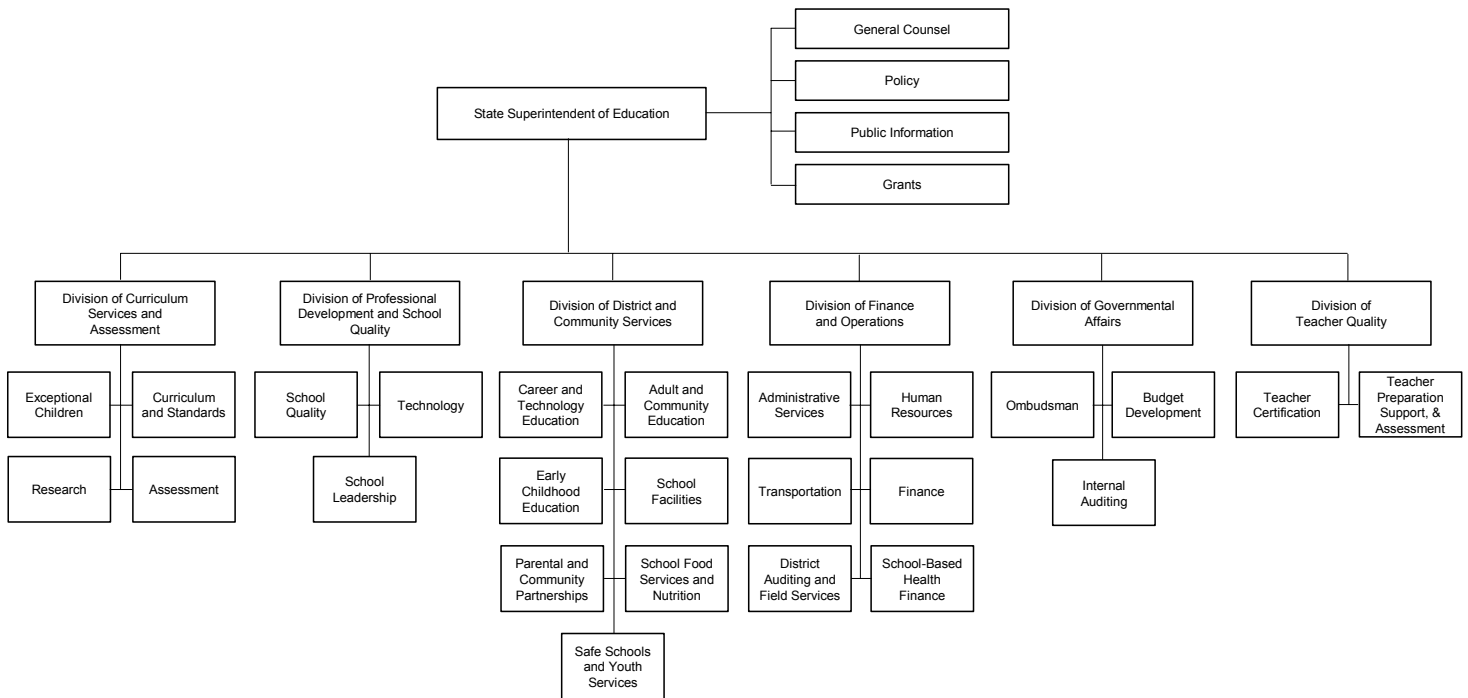 General Counsel
Policy
State Superintendent of Education
Public Information
Grants
Division of Curriculum
Services and
Assessment
Division of Professional
Development and School
Quality
Division of District and
Community Services
Division of Finance
and Operations
Division of Governmental
Affairs
Division of
Teacher Quality
Exceptional
Children
Curriculum
and Standards
School
Quality
Technology
Career and
Technology
Education
Adult and
Community
Education
Administrative
Services
Human
Resources
Ombudsman
Budget
Development
Teacher
Certification
Teacher
Preparation
Support, &
Assessment
Research
Assessment
School
Leadership
Early
Childhood
Education
School
Facilities
Transportation
Finance
Internal
Auditing
Parental and
Community
Partnerships
School Food
Services and
Nutrition
District
Auditing and
Field Services
School-Based
Health
Finance
Safe Schools
and Youth
Services